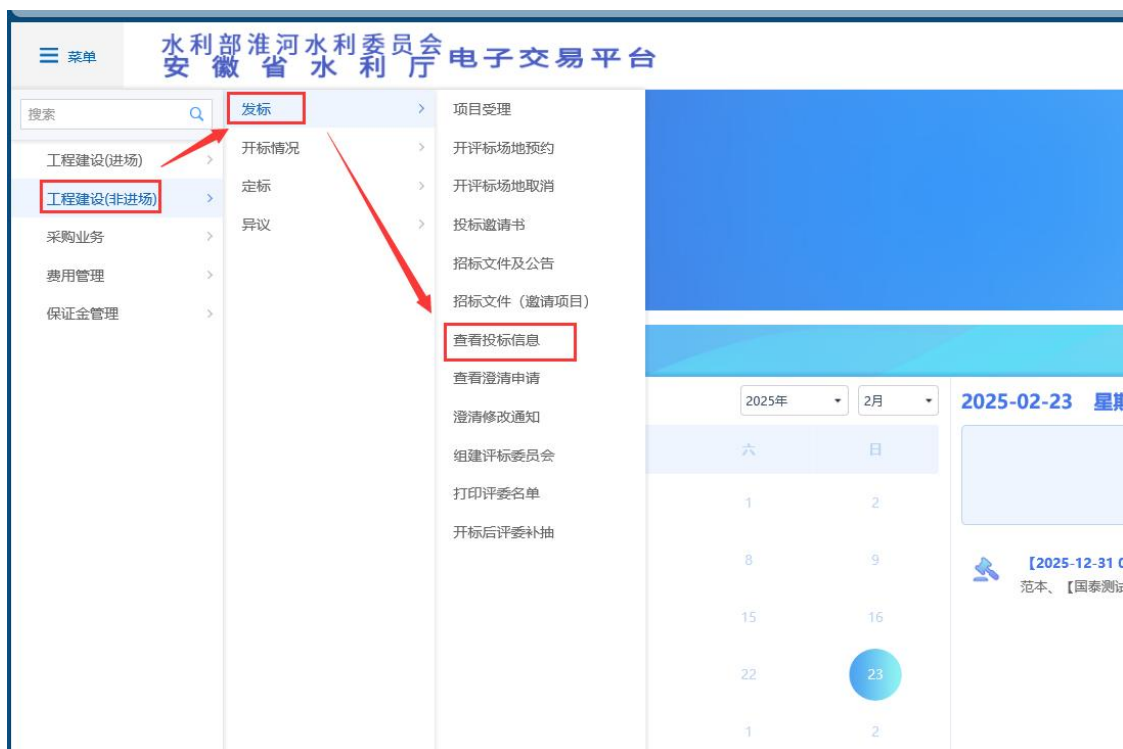 菜单
水利部淮河水利委员会
安徽省水利厅
电子交易平台
搜索
工程建设(进场)
工程建设(非进场)
采购业务
费用管理
保证金管理
发标
开标情况
定标
异议
项目受理
开评标场地预约
开评标场地取消
投标邀请书
招标文件及公告
招标文件（邀请项目）
查看投标信息
查看澄清申请
澄清修改通知
组建评标委员会
打印评委名单
开标后评委补抽
2025年 2月
六 日
1 2
8 9
15 16
22 23
1 2
2025-02-23 星期
【2025-12-31 0
范本、【国泰测试